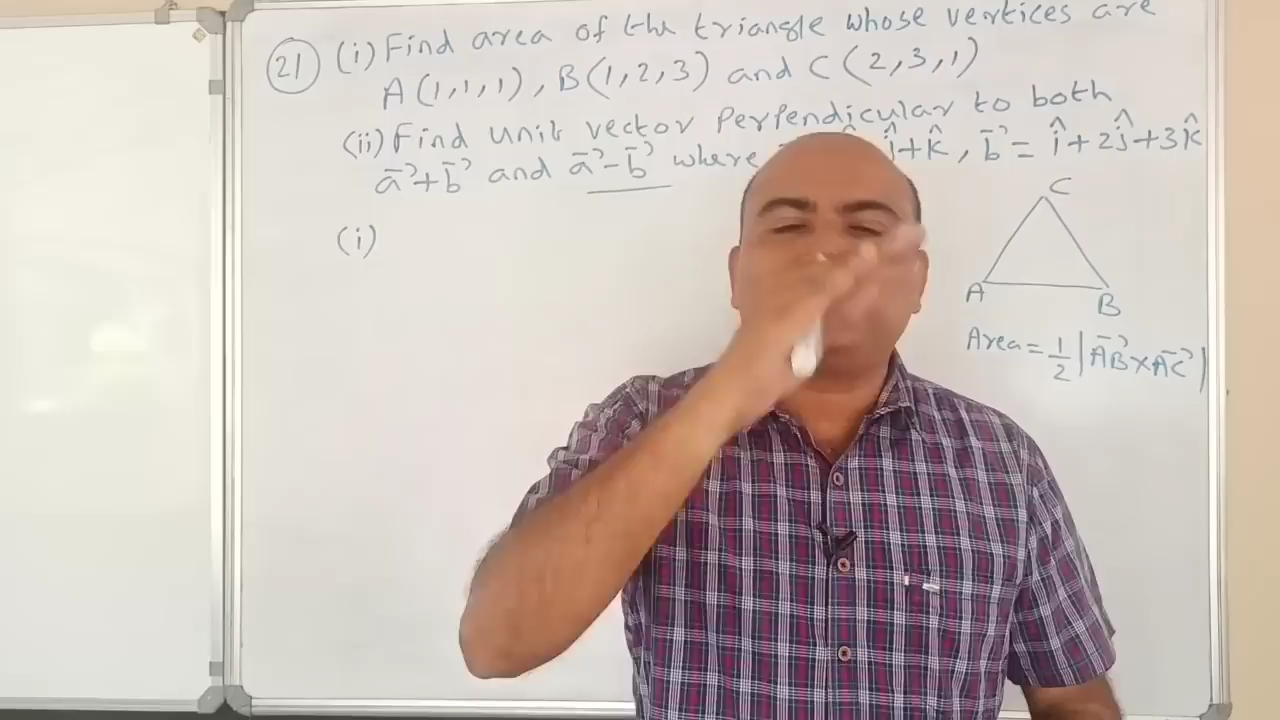 21 (i) Find area of the triangle whose vertices are
A (1,1,1), B (1,2,3) and C (2,3,1)
(ii) Find unit vector perpendicular to both
a⃗+b⃗ and a⃗-b⃗ where ĵ+k̂, b⃗ = î+2ĵ+3k̂
(i)
C
A
B
Area = 1/2 |AB⃗ × AC⃗|